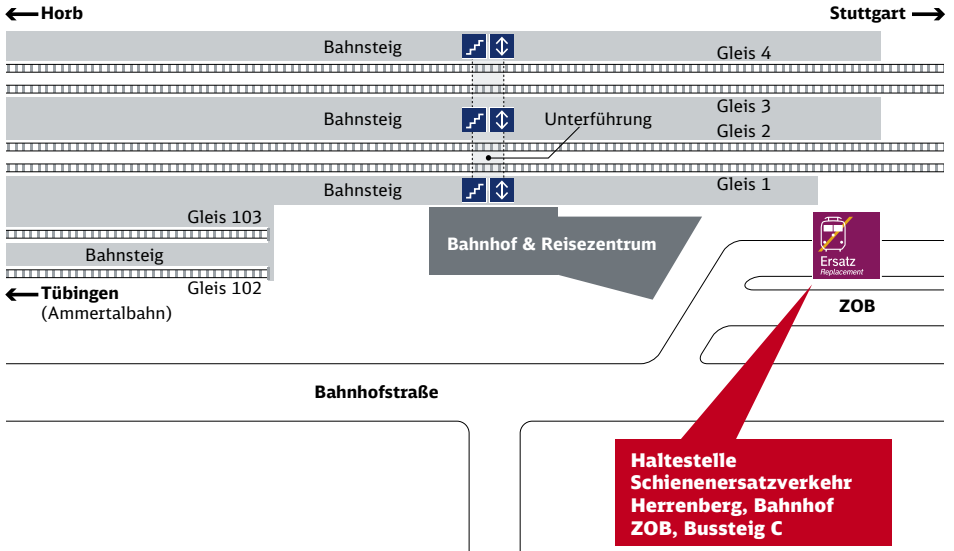 Horb
Stuttgart
Bahnsteig
Gleis 4
Bahnsteig
Gleis 3
Unterführung
Gleis 2
Bahnsteig
Gleis 1
Gleis 103
Bahnhof & Reisezentrum
Bahnsteig
Ersatz
Replacement
Gleis 102
Tübingen
(Ammertalbahn)
ZOB
Bahnhofstraße
Haltestelle
Schienenersatzverkehr
Herrenberg, Bahnhof
ZOB, Bussteig C